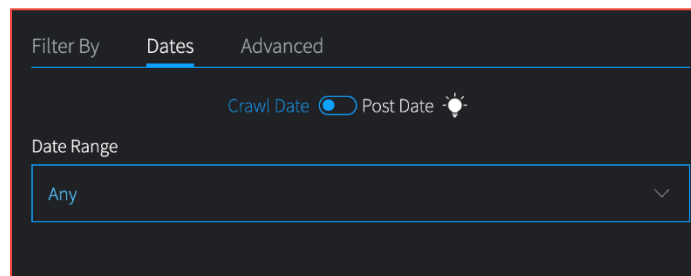 Filter By Dates Advanced
Crawl Date Post Date
Date Range
Any